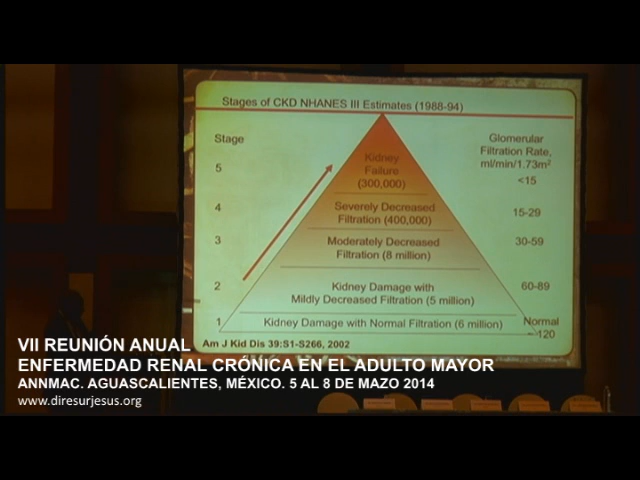 Stages of CKD NHANES III Estimates (1988-94)
Stage
Glomerular
Filtration Rate,
ml/min/1.73m²
5
Kidney
Failure
(300,000)
<15
4
Severely Decreased
Filtration (400,000)
15-29
3
Moderately Decreased
Filtration (8 million)
30-59
2
Kidney Damage with
Mildly Decreased Filtration (5 million)
60-89
1
Kidney Damage with Normal Filtration (6 million)
Normal
~ 120
Am J Kid Dis 39:S1-S266, 2002
VII REUNIÓN ANUAL
ENFERMEDAD RENAL CRÓNICA EN EL ADULTO MAYOR
ANNMAC. AGUASCALIENTES, MÉXICO. 5 AL 8 DE MAZO 2014
www.diresurjesus.org